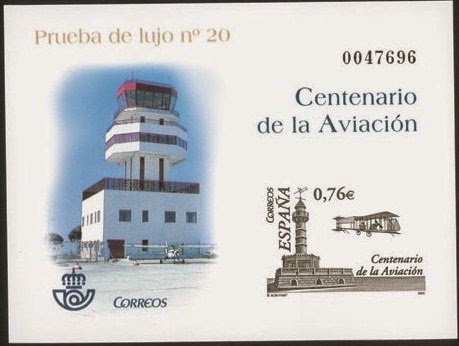 Prueba de lujo nº 20
0047696
Centenario
de la Aviación
CORREOS
ESPAÑA
0,76€
Centenario
de la Aviación
CORREOS